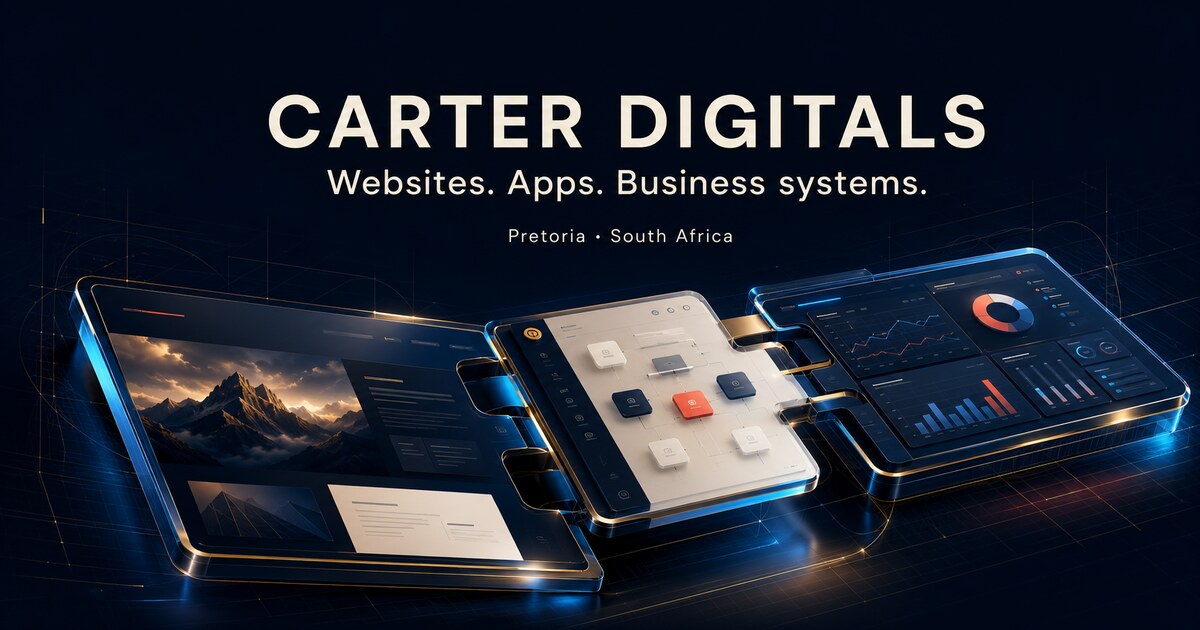 CARTER DIGITALS
Websites. Apps. Business systems.
Pretoria • South Africa